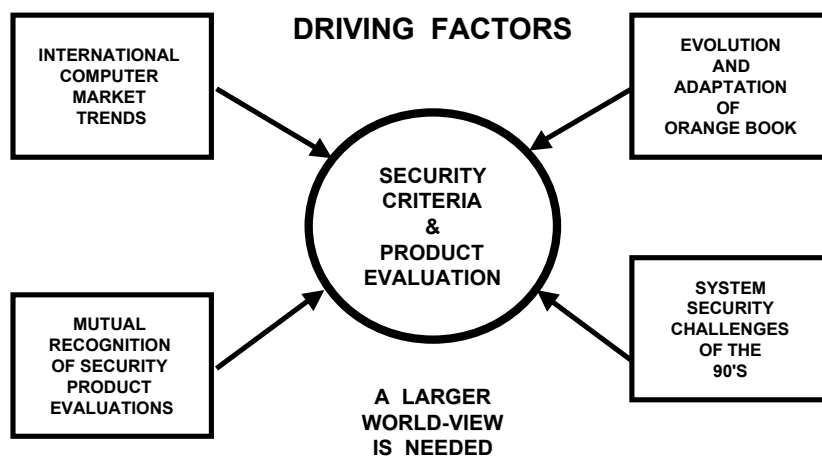 DRIVING FACTORS
INTERNATIONAL
COMPUTER
MARKET
TRENDS
EVOLUTION
AND
ADAPTATION
OF
ORANGE BOOK
SECURITY
CRITERIA
&
PRODUCT
EVALUATION
MUTUAL
RECOGNITION
OF SECURITY
PRODUCT
EVALUATIONS
SYSTEM
SECURITY
CHALLENGES
OF THE
90'S
A LARGER
WORLD-VIEW
IS NEEDED